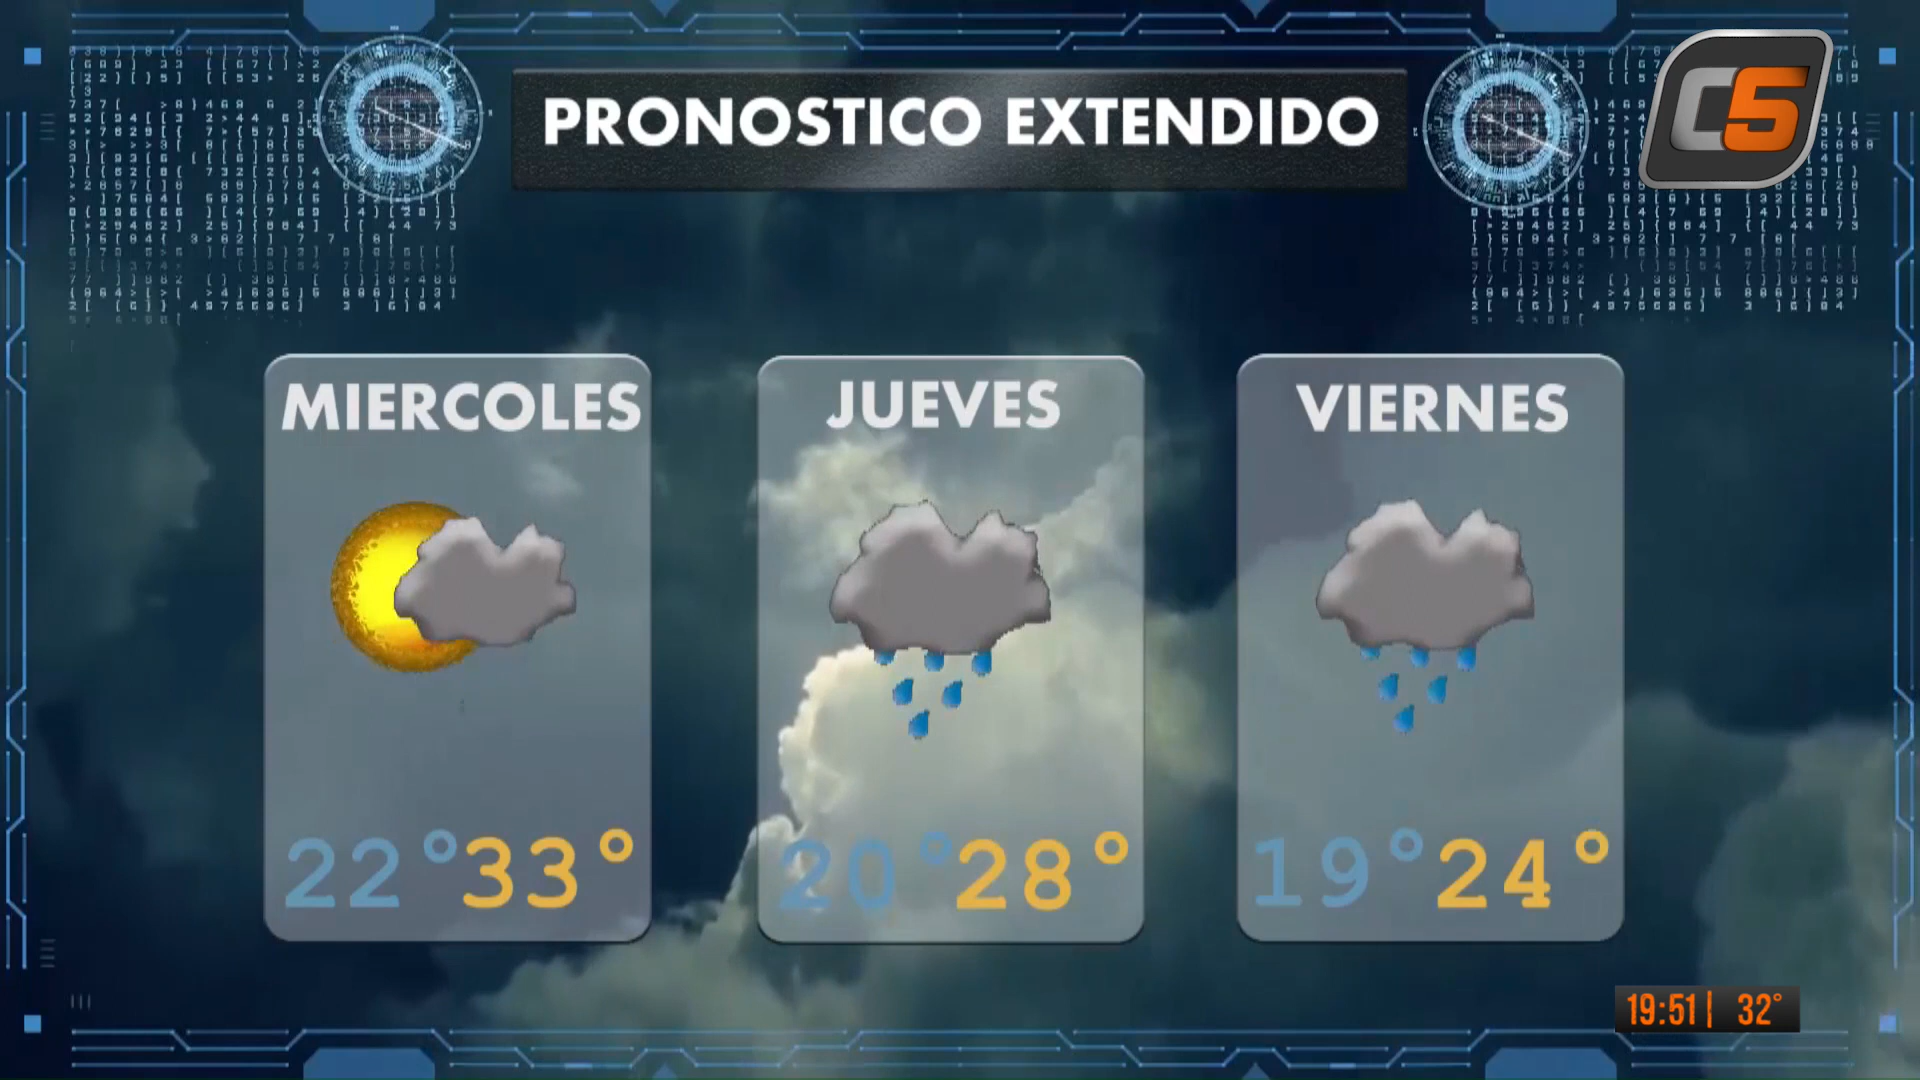 PRONOSTICO EXTENDIDO
C5
MIERCOLES
JUEVES
VIERNES
22° 33°
20° 28°
19° 24°
19:51| 32°